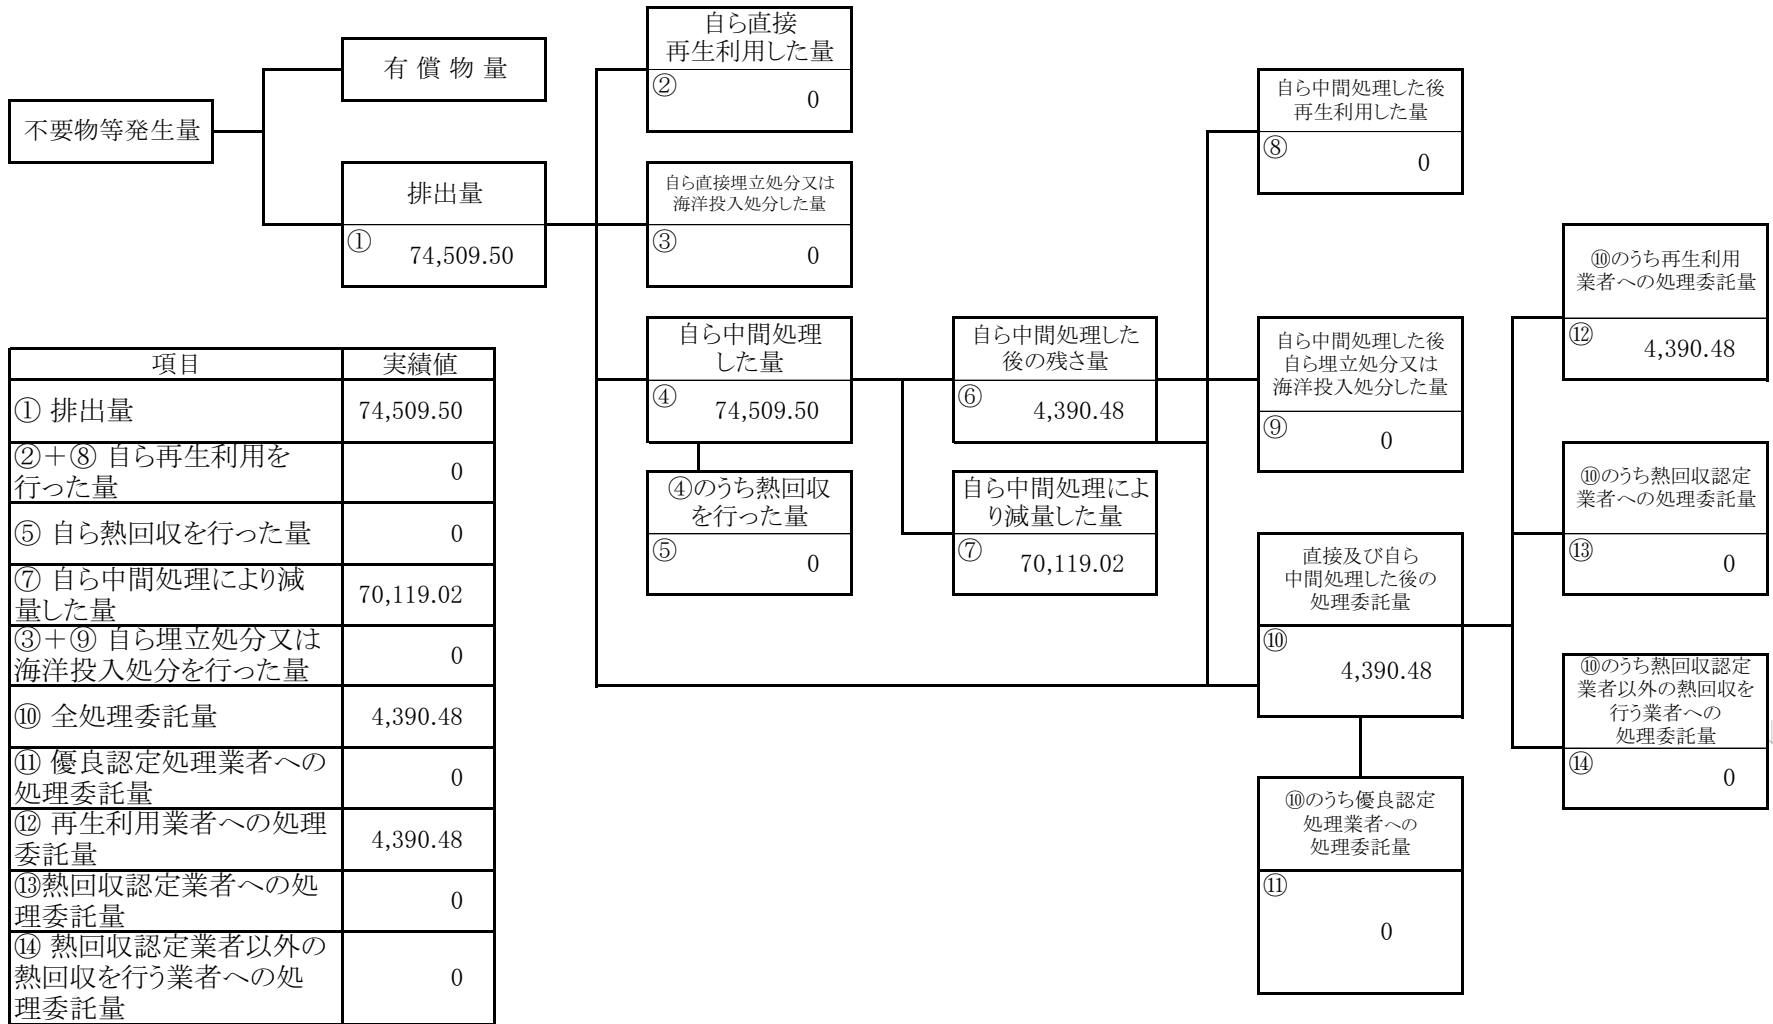 不要物等発生量
有 償 物 量
排出量
① 74,509.50
自ら直接
再生利用した量
② 0
自ら直接埋立処分又は
海洋投入処分した量
③ 0
自ら中間処理
した量
④ 74,509.50
④のうち熱回収
を行った量
⑤ 0
自ら中間処理した
後の残さ量
⑥ 4,390.48
自ら中間処理によ
り減量した量
⑦ 70,119.02
自ら中間処理した後
再生利用した量
⑧ 0
自ら中間処理した後
自ら埋立処分又は
海洋投入処分した量
⑨ 0
直接及び自ら
中間処理した後の
処理委託量
⑩ 4,390.48
⑩のうち優良認定
処理業者への
処理委託量
⑪ 0
⑩のうち再生利用
業者への処理委託量
⑫ 4,390.48
⑩のうち熱回収認定
業者への処理委託量
⑬ 0
⑩のうち熱回収認定
業者以外の熱回収を
行う業者への
処理委託量
⑭ 0
項目 実績値
① 排出量 74,509.50
②＋⑧ 自ら再生利用を
行った量 0
⑤ 自ら熱回収を行った量 0
⑦ 自ら中間処理により減
量した量 70,119.02
③＋⑨ 自ら埋立処分又は
海洋投入処分を行った量 0
⑩ 全処理委託量 4,390.48
⑪ 優良認定処理業者への
処理委託量 0
⑫ 再生利用業者への処理
委託量 4,390.48
⑬熱回収認定業者への処
理委託量 0
⑭ 熱回収認定業者以外の
熱回収を行う業者への処
理委託量 0